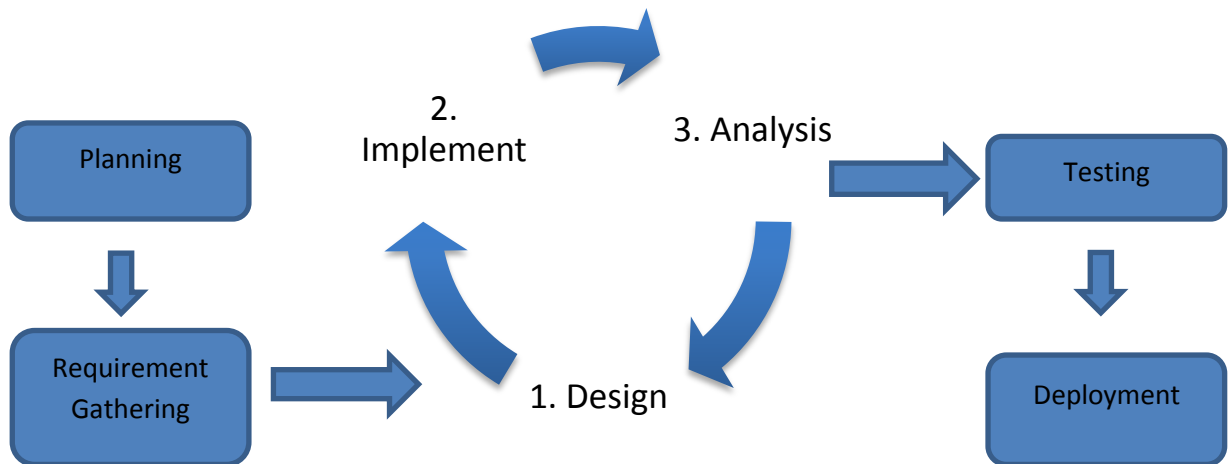 Planning
Requirement
Gathering
1. Design
2.
Implement
3. Analysis
Testing
Deployment